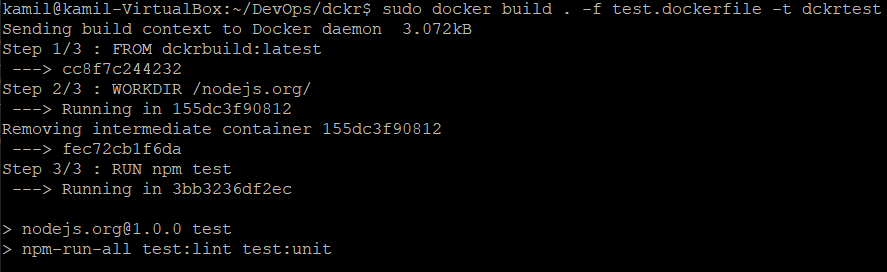 kamil@kamil-VirtualBox:~/DevOps/dckr$ sudo docker build . -f test.dockerfile -t dckrtest
Sending build context to Docker daemon  3.072kB
Step 1/3 : FROM dckrbuild:latest
 ---> cc8f7c244232
Step 2/3 : WORKDIR /nodejs.org/
 ---> Running in 155dc3f90812
Removing intermediate container 155dc3f90812
 ---> fec72cb1f6da
Step 3/3 : RUN npm test
 ---> Running in 3bb3236df2ec
> nodejs.org@1.0.0 test
> npm-run-all test:lint test:unit